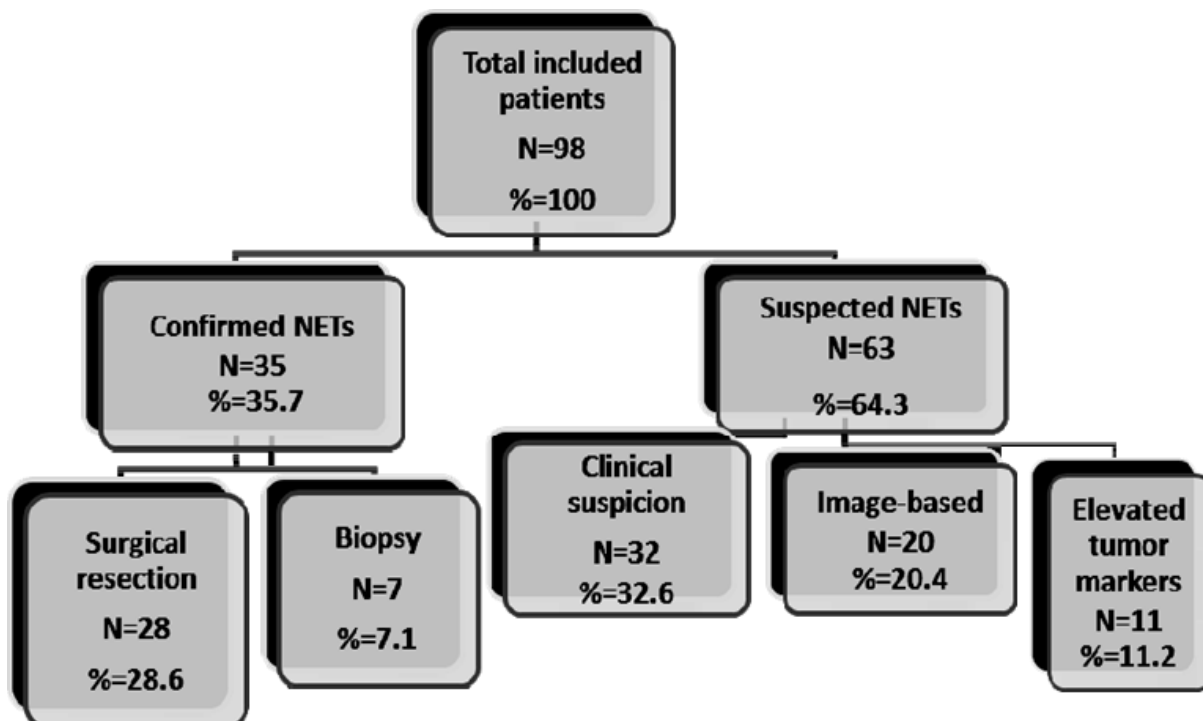 Total included
patients
N=98
%=100
Confirmed NETs
N=35
%=35.7
Suspected NETs
N=63
%=64.3
Surgical
resection
N=28
%=28.6
Biopsy
N=7
%=7.1
Clinical
suspicion
N=32
%=32.6
Image-based
N=20
%=20.4
Elevated
tumor
markers
N=11
%=11.2